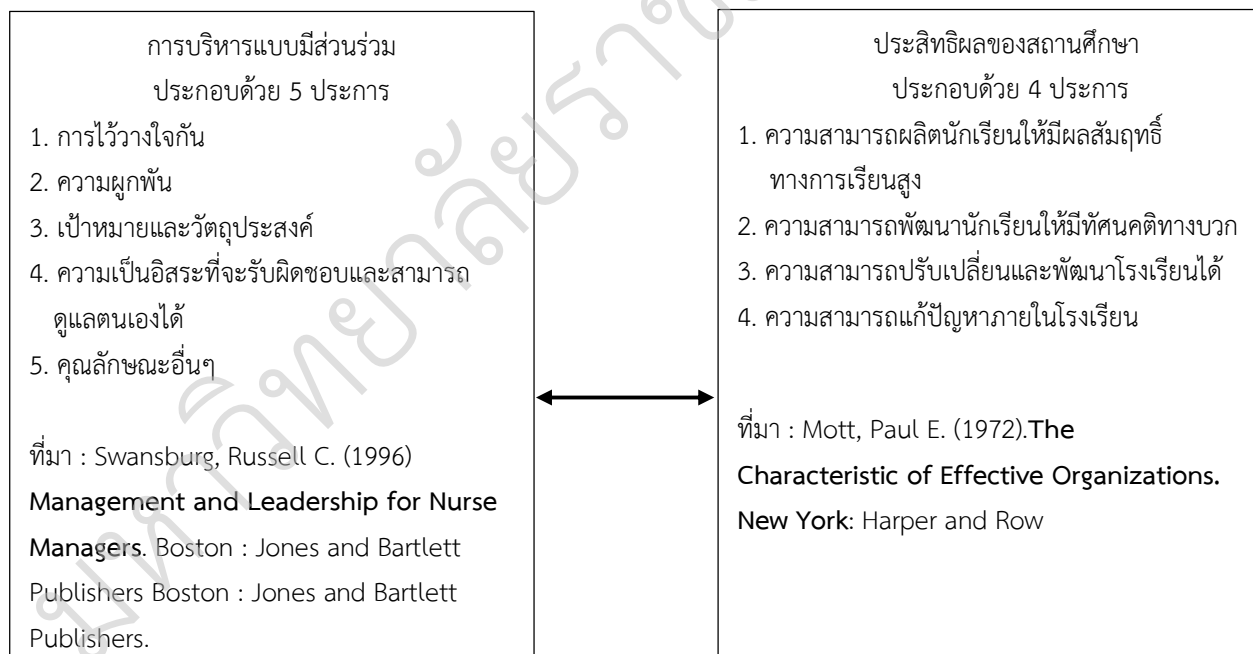 การบริหารแบบมีส่วนร่วม
ประกอบด้วย 5 ประการ
1. การไว้วางใจกัน
2. ความผูกพัน
3. เป้าหมายและวัตถุประสงค์
4. ความเป็นอิสระที่จะรับผิดชอบและสามารถ
ดูแลตนเองได้
5. คุณลักษณะอื่นๆ
ที่มา : Swansburg, Russell C. (1996)
Management and Leadership for Nurse
Managers. Boston : Jones and Bartlett
Publishers Boston : Jones and Bartlett
Publishers.
ประสิทธิผลของสถานศึกษา
ประกอบด้วย 4 ประการ
1. ความสามารถผลิตนักเรียนให้มีผลสัมฤทธิ์
ทางการเรียนสูง
2. ความสามารถพัฒนานักเรียนให้มีทัศนคติทางบวก
3. ความสามารถปรับเปลี่ยนและพัฒนาโรงเรียนได้
4. ความสามารถแก้ปัญหาภายในโรงเรียน
ที่มา : Mott, Paul E. (1972).The
Characteristic of Effective Organizations.
New York: Harper and Row
มหาวิทยาลัยราช